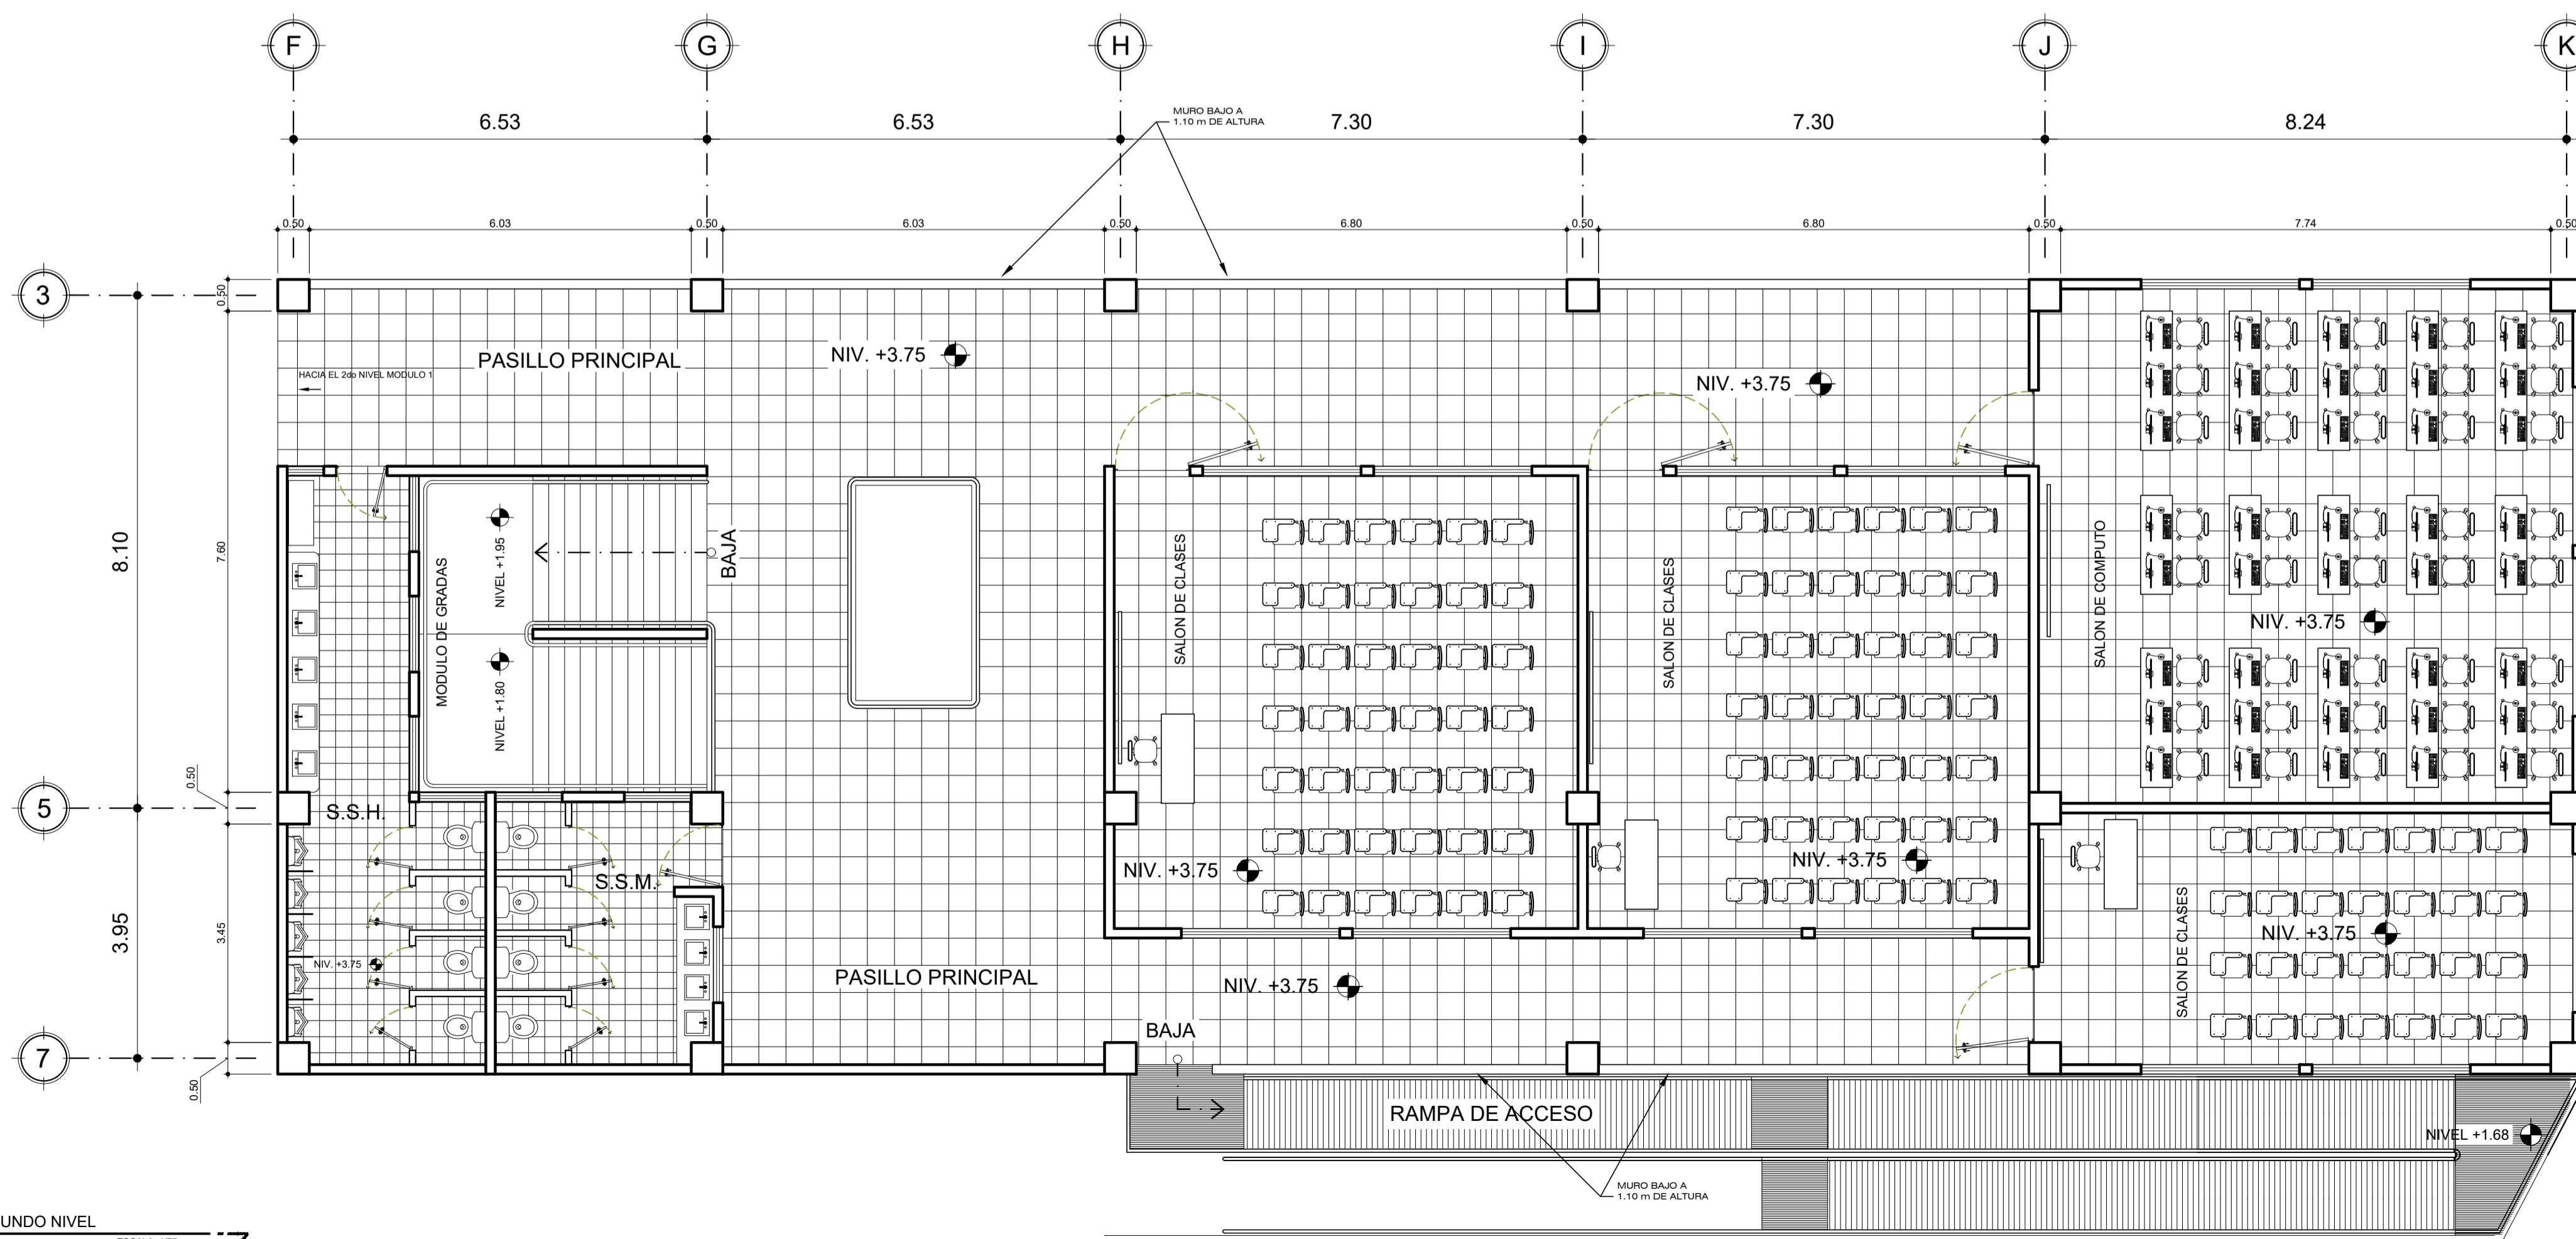 F
G
H
I
J
K
6.53
6.53
7.30
7.30
8.24
MURO BAJO A
1.10 m DE ALTURA
0.50
6.03
0.50
6.03
0.50
6.80
0.50
6.80
0.50
7.74
0.50
3
0.50
PASILLO PRINCIPAL
NIV. +3.75
HACIA EL 2do NIVEL MODULO 1
NIV. +3.75
8.10
7.60
MODULO DE GRADAS
NIVEL +1.95
NIVEL +1.80
BAJA
SALON DE CLASES
SALON DE CLASES
SALON DE COMPUTO
NIV. +3.75
0.50
5
S.S.H.
S.S.M.
NIV. +3.75
NIV. +3.75
3.95
3.45
NIV. +3.75
PASILLO PRINCIPAL
NIV. +3.75
SALON DE CLASES
NIV. +3.75
BAJA
7
0.50
RAMPA DE ACCESO
NIVEL +1.68
MURO BAJO A
1.10 m DE ALTURA
UNDO NIVEL